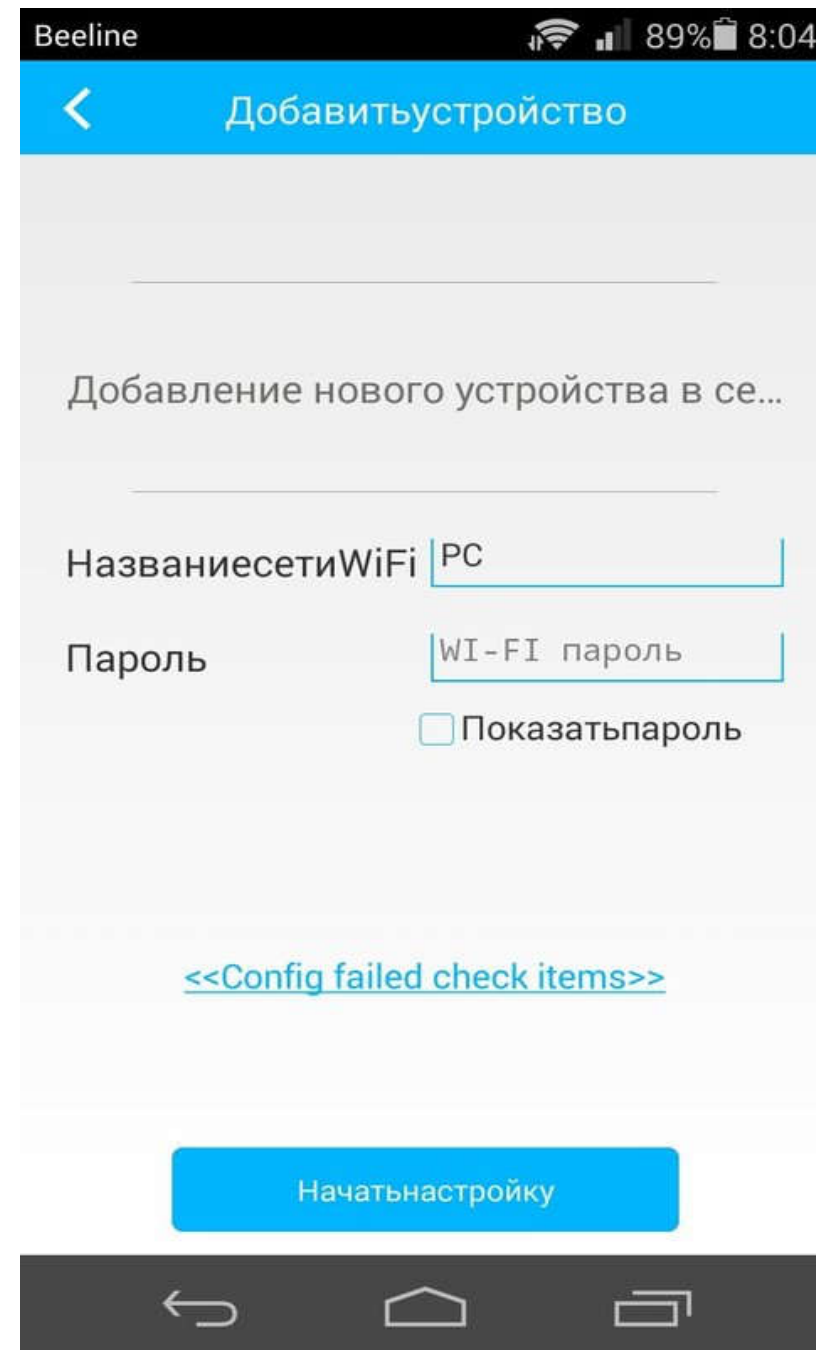 Beeline 89% 8:04
Добавитьустройство
Добавление нового устройства в се...
НазваниесетиWiFi PC
Пароль WI-FI пароль
Показатьпароль
<<Config failed check items>>
Начатьнастройку